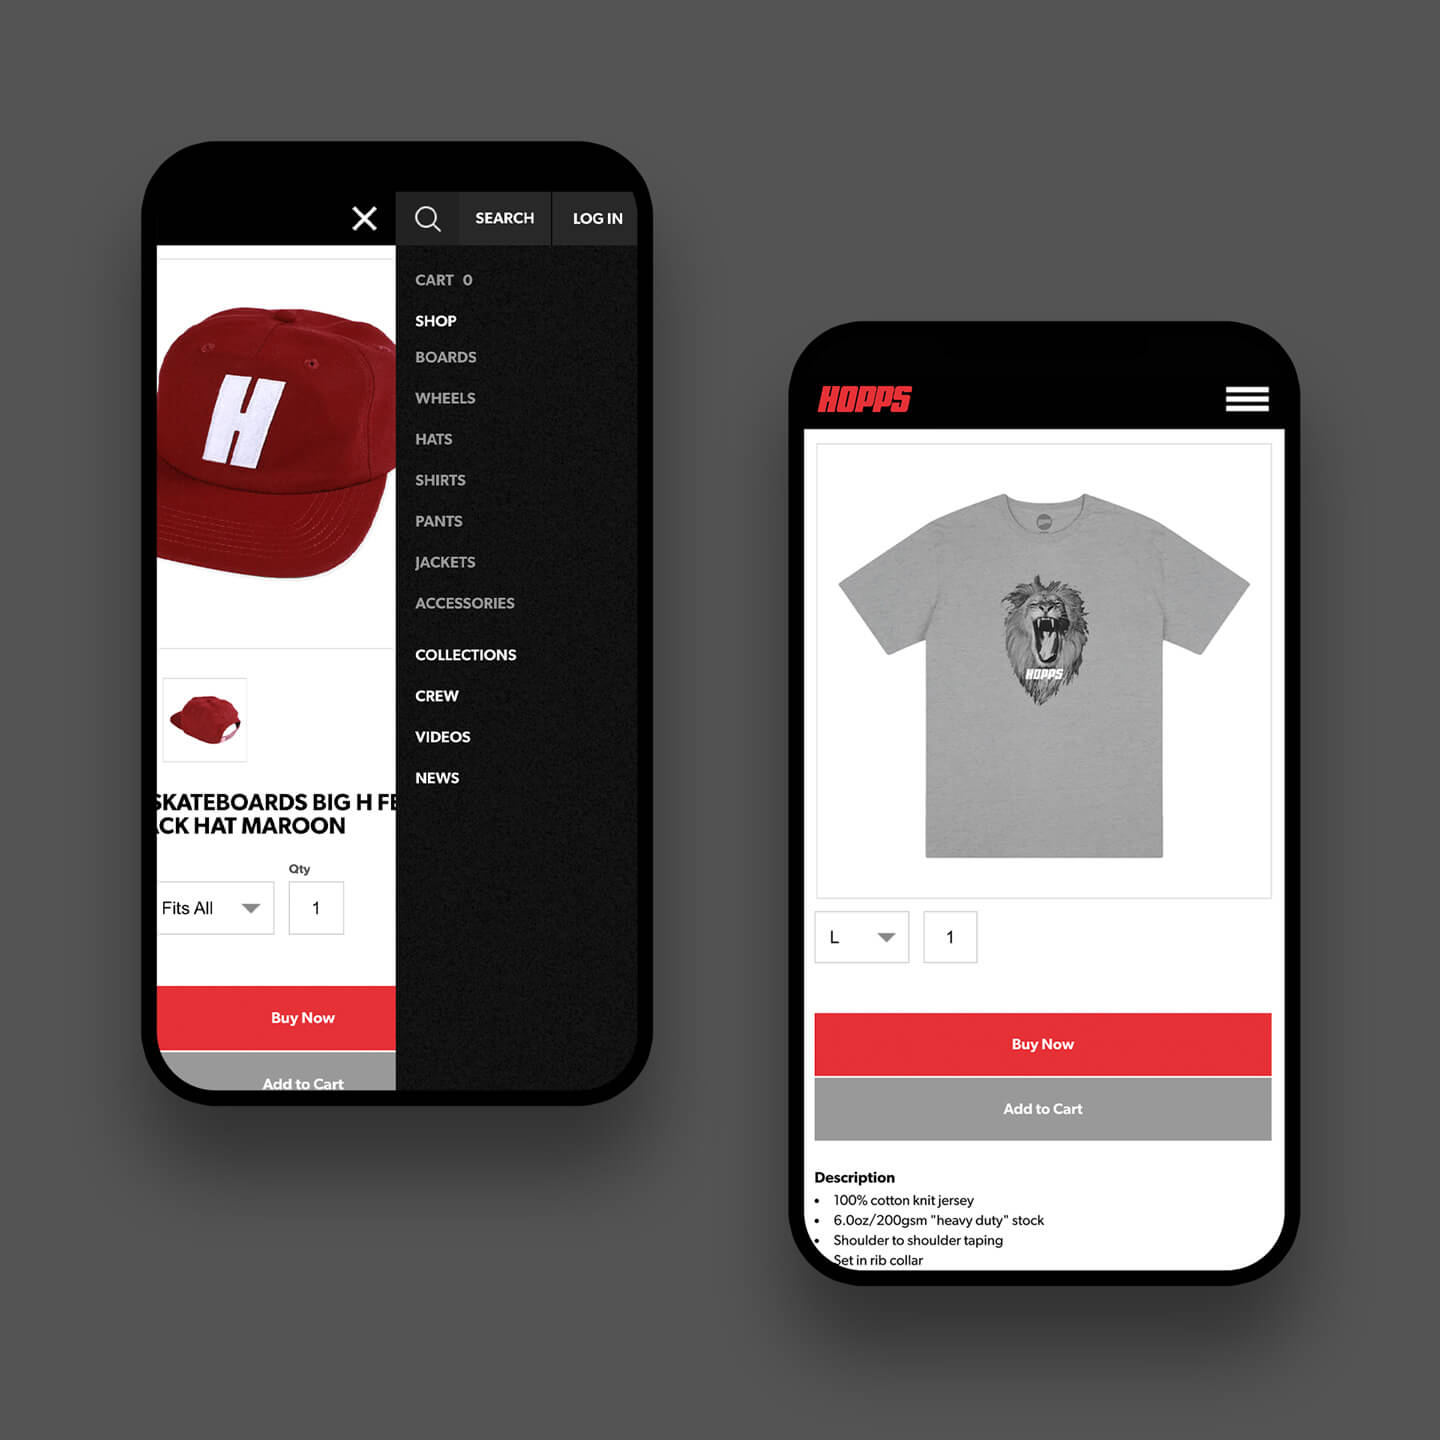 SEARCH
LOG IN
CART 0
SHOP
BOARDS
WHEELS
HATS
SHIRTS
PANTS
JACKETS
ACCESSORIES
COLLECTIONS
CREW
VIDEOS
NEWS
H
SKATEBOARDS BIG H FE
ACK HAT MAROON
Qty
Fits All
1
Buy Now
Add to Cart
HOPPS
HOPPS
L
1
Buy Now
Add to Cart
Description
• 100% cotton knit jersey
• 6.0oz/200gsm "heavy duty" stock
• Shoulder to shoulder taping
Set in rib collar